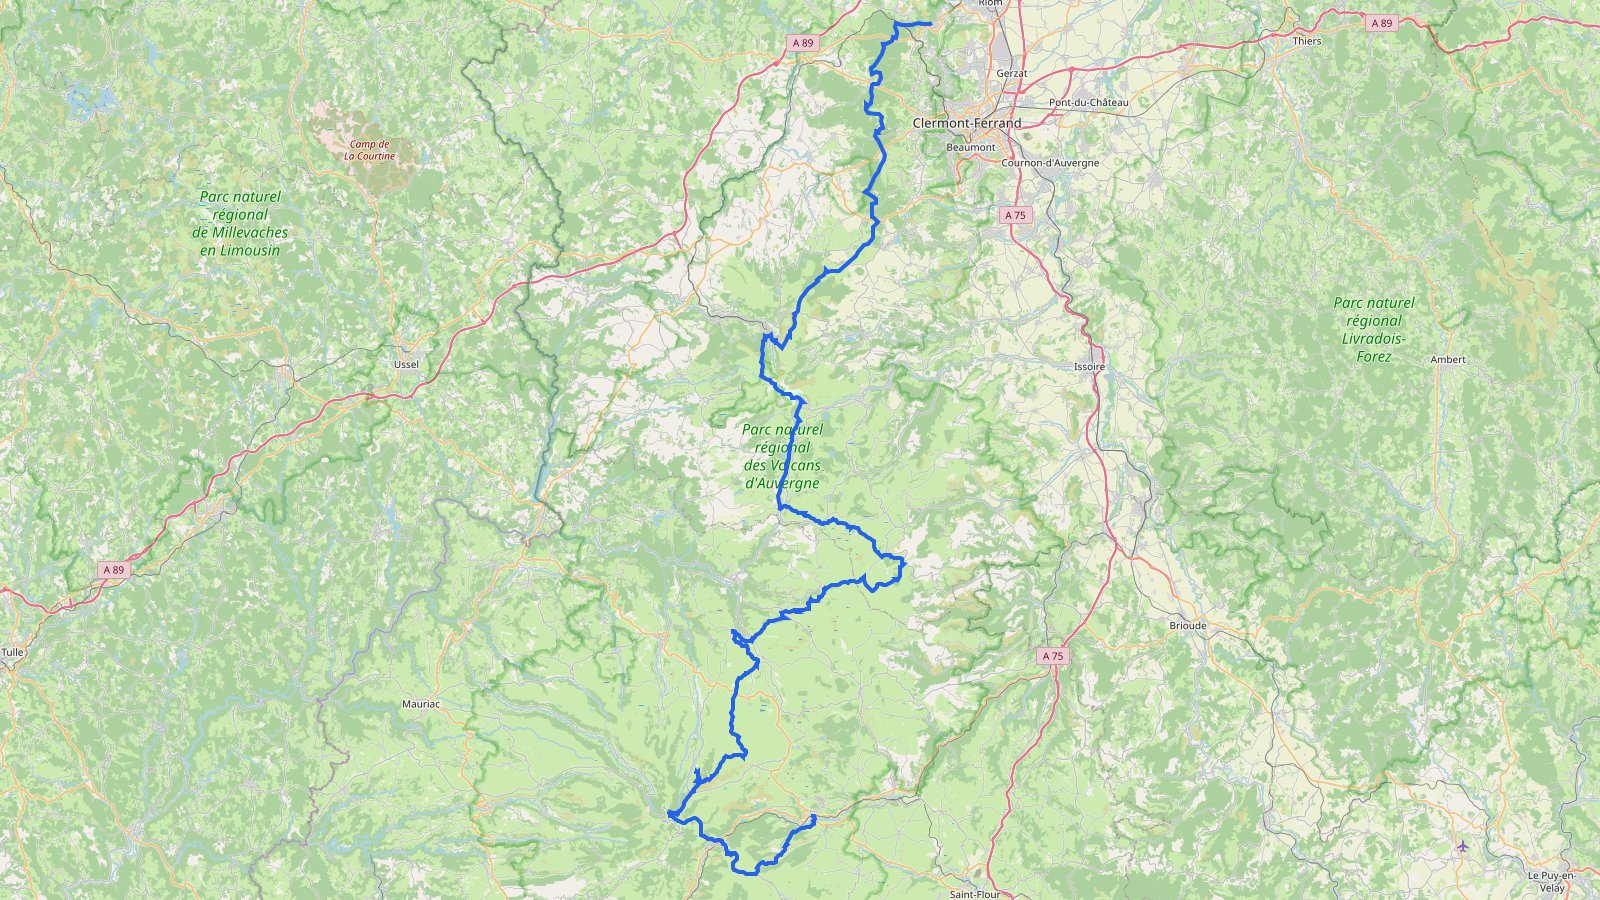 Riom
A 89
Thiers
A 89
Gerzat
Pont-du-Château
Clermont-Ferrand
Beaumont
Cournon-d'Auvergne
Camp de
La Courtine
Parc naturel
régional
de Millevaches
en Limousin
A 75
Parc naturel
régional
Livradois-
Forez
Ambert
Ussel
Issoire
Parc naturel
régional
des Volcans
d'Auvergne
A 89
Brioude
Tulle
A 75
Mauriac
Le Puy-en-
Velay
Saint-Flour